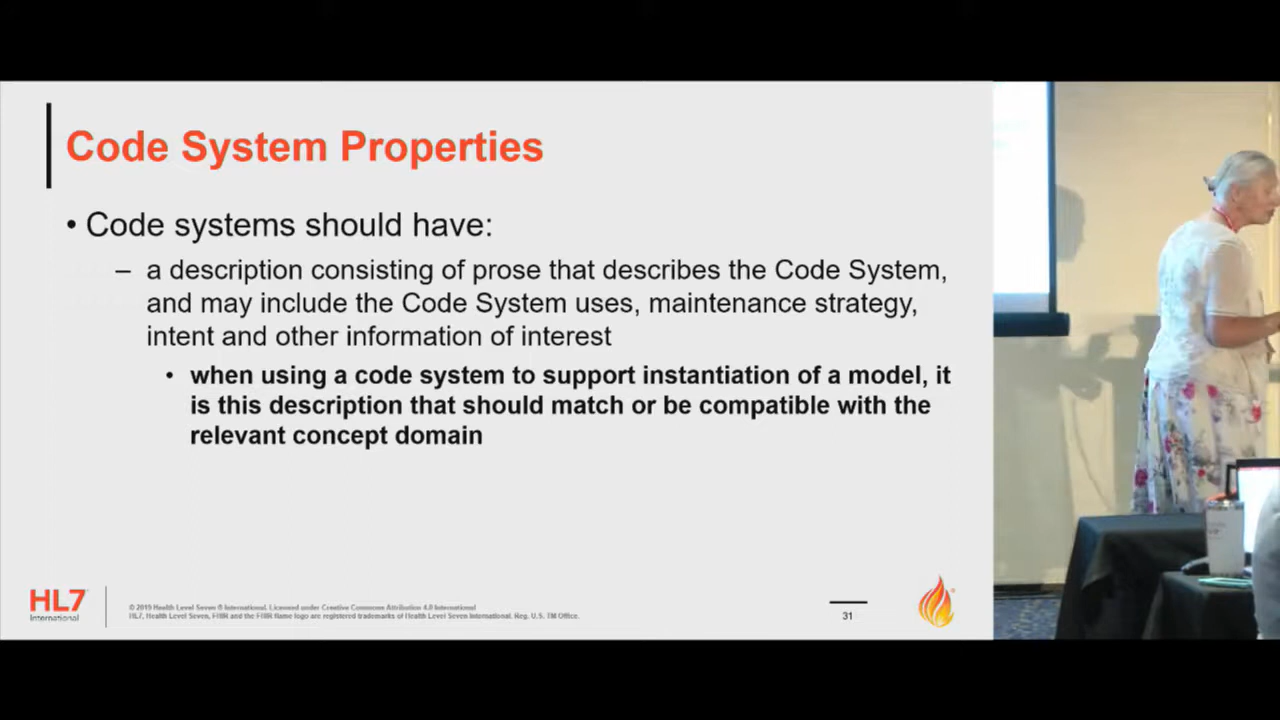 Code System Properties
• Code systems should have:
– a description consisting of prose that describes the Code System,
and may include the Code System uses, maintenance strategy,
intent and other information of interest
• when using a code system to support instantiation of a model, it
is this description that should match or be compatible with the
relevant concept domain
HL7
International
© 2019 Health Level Seven ® International. Licensed under Creative Commons Attribution 4.0 International
HL7, Health Level Seven, FHIR and the FHIR flame logo are registered trademarks of Health Level Seven International. Reg. U.S. TM Office.
31